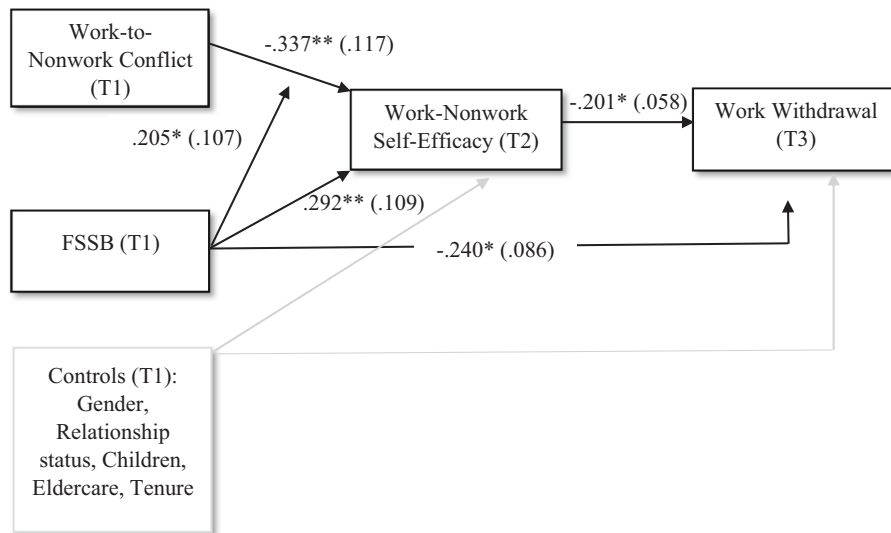 Work-to-
Nonwork Conflict
(T1)
-.337** (.117)
Work-Nonwork
Self-Efficacy (T2)
-.201* (.058)
Work Withdrawal
(T3)
.205* (.107)
.292** (.109)
FSSB (T1)
-.240* (.086)
Controls (T1):
Gender,
Relationship
status, Children,
Eldercare, Tenure